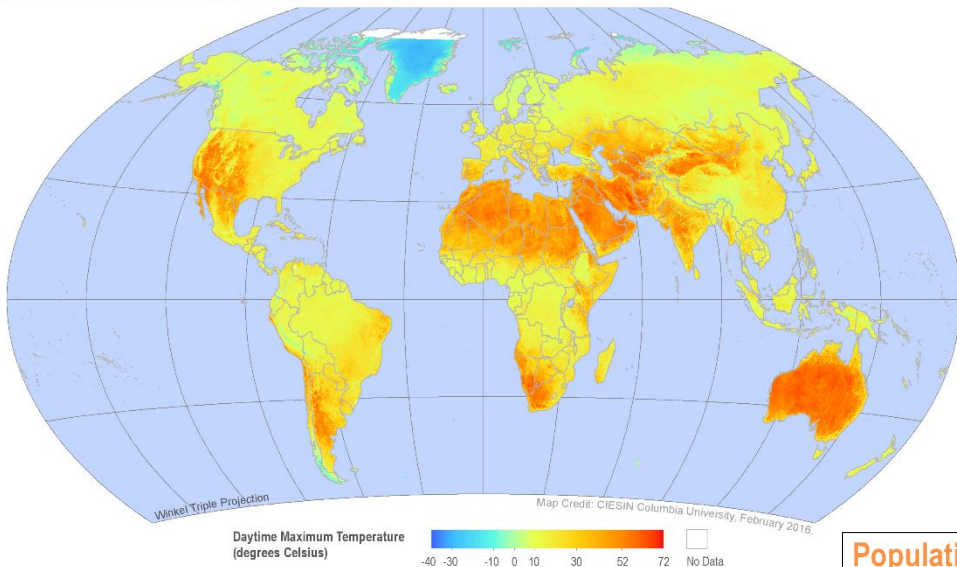 Winkel Triple Projection
Map Credit: CIESIN Columbia University, February 2016.
Daytime Maximum Temperature
(degrees Celsius)
-40 -30 -10 0 10 30 52 72 No Data
Populati